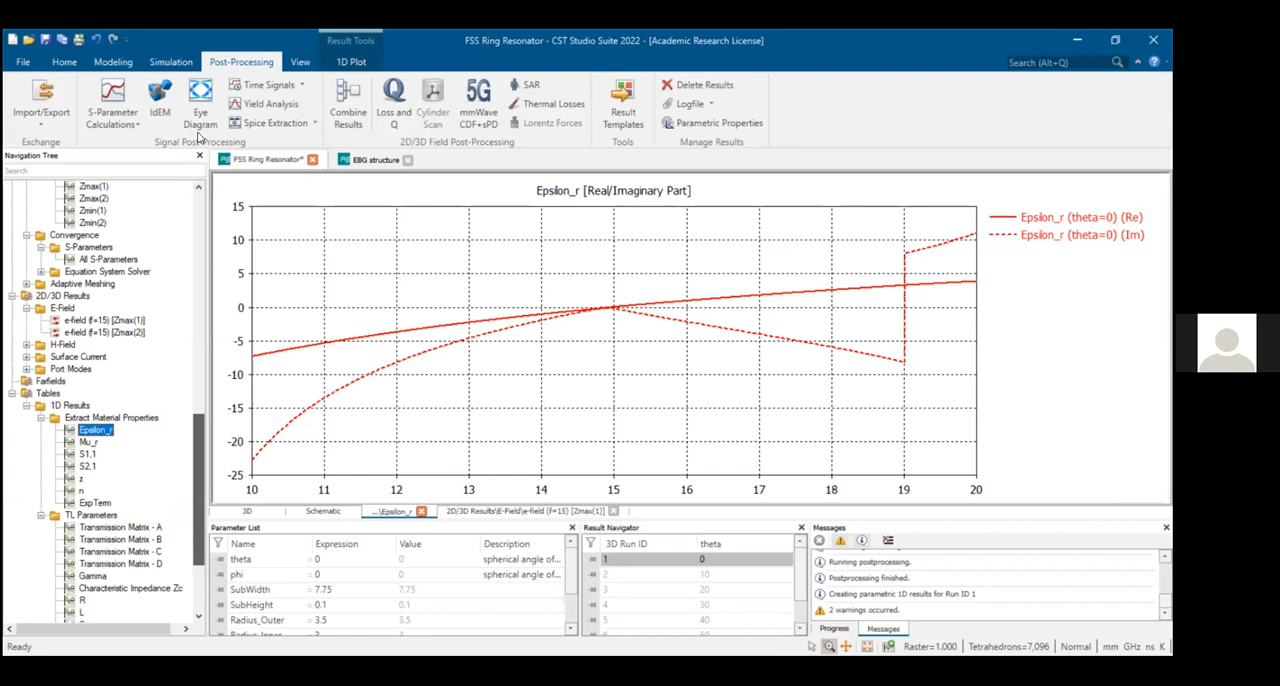 FSS Ring Resonator - CST Studio Suite 2022 - [Academic Research License]
Result Tools
File Home Modeling Simulation Post-Processing View 1D Plot
Search (Alt+Q)
Import/Export
S-Parameter Calculations
IdEM
Eye Diagram
Time Signals
Yield Analysis
Spice Extraction
Combine Results
Loss and Q
Cylinder Scan
5G
mmWave CDF+sPD
SAR
Thermal Losses
Lorentz Forces
Result Templates
Delete Results
Logfile
Parametric Properties
Exchange
Signal Post-Processing
2D/3D Field Post-Processing
Tools
Manage Results
Navigation Tree
Search
Zmax(1)
Zmax(2)
Zmin(1)
Zmin(2)
Convergence
S-Parameters
All S-Parameters
Equation System Solver
Adaptive Meshing
2D/3D Results
E-Field
e-field (f=15) [Zmax(1)]
e-field (f=15) [Zmax(2)]
H-Field
Surface Current
Port Modes
Farfields
Tables
1D Results
Extract Material Properties
Epsilon_r
Mu_r
S1,1
S2,1
z
n
ExpTerm
TL Parameters
Transmission Matrix - A
Transmission Matrix - B
Transmission Matrix - C
Transmission Matrix - D
Gamma
Characteristic Impedance Zc
R
L
FSS Ring Resonator*
EBG structure
Epsilon_r [Real/Imaginary Part]
15
10
5
0
-5
-10
-15
-20
-25
10 11 12 13 14 15 16 17 18 19 20
Epsilon_r (theta=0) (Re)
Epsilon_r (theta=0) (Im)
3D Schematic ...\Epsilon_r 2D/3D Results\E-Field\e-field (f=15) [Zmax(1)]
Parameter List
Name Expression Value Description
theta = 0 0 spherical angle of...
phi = 0 0 spherical angle of...
SubWidth = 7.75 7.75
SubHeight = 0.1 0.1
Radius_Outer = 3.5 3.5
Result Navigator
3D Run ID theta
1 0
2 10
3 20
4 30
5 40
Messages
Running postprocessing.
Postprocessing finished.
Creating parametric 1D results for Run ID 1
2 warnings occurred.
Progress Messages
Ready
Raster=1.000 Tetrahedrons=7,096 Normal mm GHz ns K